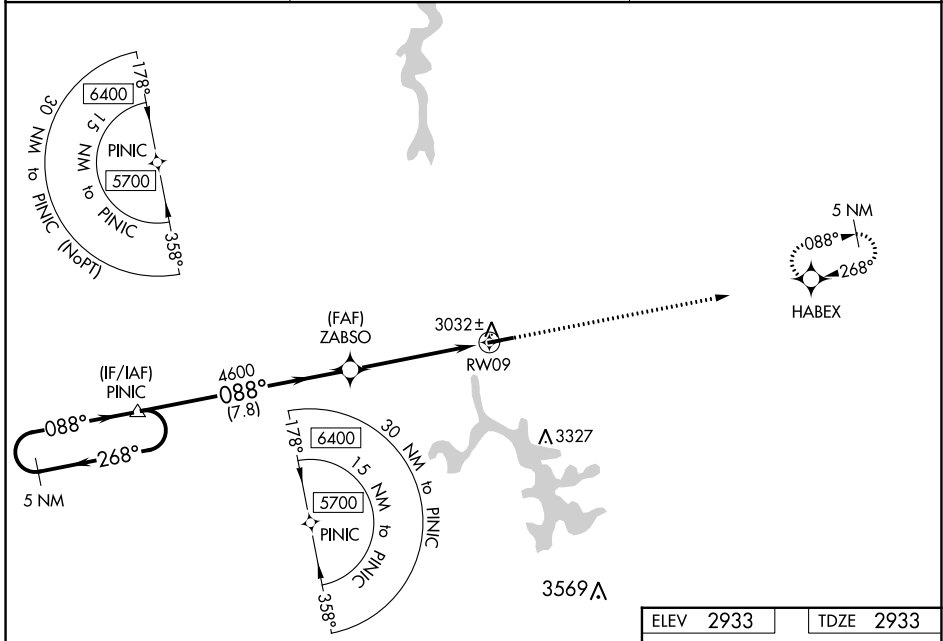 178°
6400
30 NM to PINIC (NoPT)
15 NM to PINIC
PINIC
5700
358°
5 NM
088°
268°
HABEX
(FAF)
ZABSO
3032±
RW09
(IF/IAF)
PINIC
4600
088°
(7.8)
088°
268°
5 NM
178°
6400
30 NM to PINIC
15 NM to PINIC
5700
PINIC
358°
3327
3569
ELEV 2933
TDZE 2933